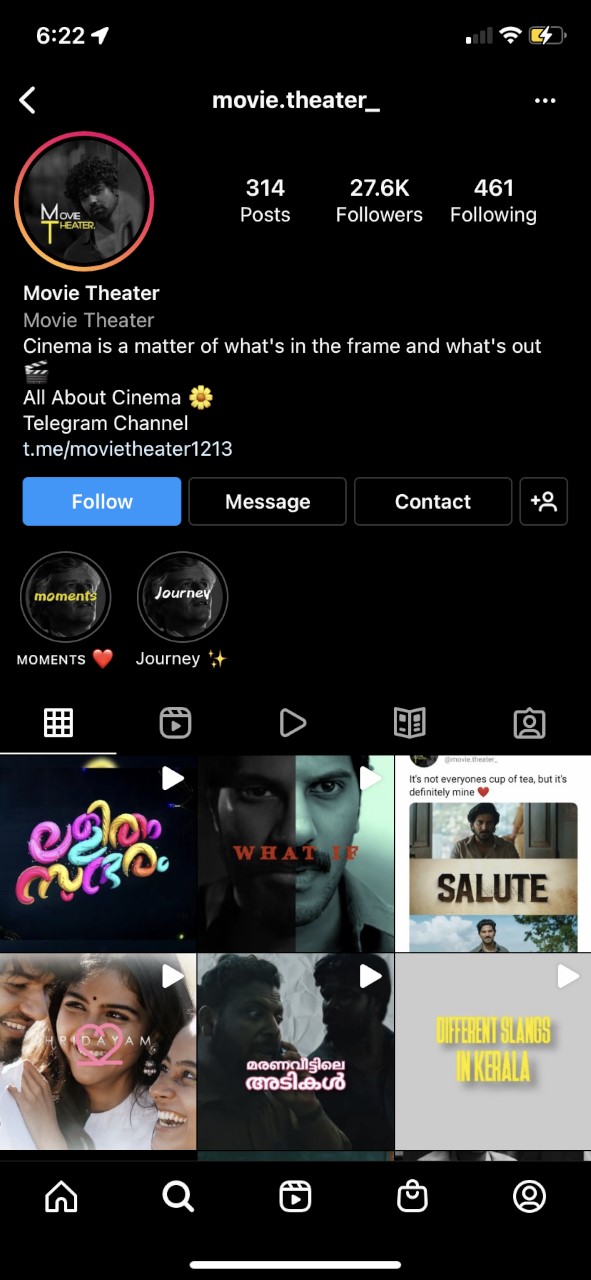 6:22
movie.theater_
MOVIE
THEATER.
314
Posts
27.6K
Followers
461
Following
Movie Theater
Movie Theater
Cinema is a matter of what's in the frame and what's out
All About Cinema
Telegram Channel
t.me/movietheater1213
Follow
Message
Contact
moments
Journey
MOMENTS
Journey
ലളിതം
സുന്ദരം
WHAT IF
@movie.theater_
It's not everyones cup of tea, but it's
definitely mine
SALUTE
HRIDAYAM
മരണവീട്ടിലെ
അടികൾ
DIFFERENT SLANGS
IN KERALA